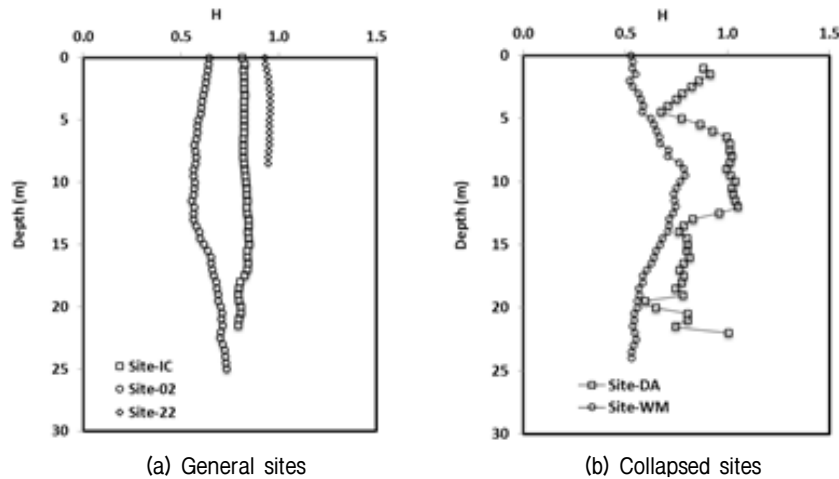 H
0.0 0.5 1.0 1.5
0
5
10
15
20
25
30
Depth (m)
Site-IC
Site-02
Site-22
(a) General sites
H
0.0 0.5 1.0 1.5
0
5
10
15
20
25
30
Depth (m)
Site-DA
Site-WM
(b) Collapsed sites